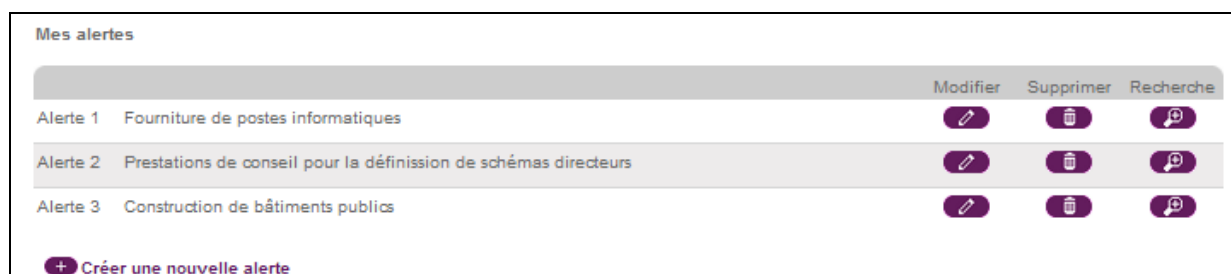 Mes alertes
Modifier Supprimer Recherche
Alerte 1 Fourniture de postes informatiques
Alerte 2 Prestations de conseil pour la définission de schémas directeurs
Alerte 3 Construction de bâtiments publics
Créer une nouvelle alerte